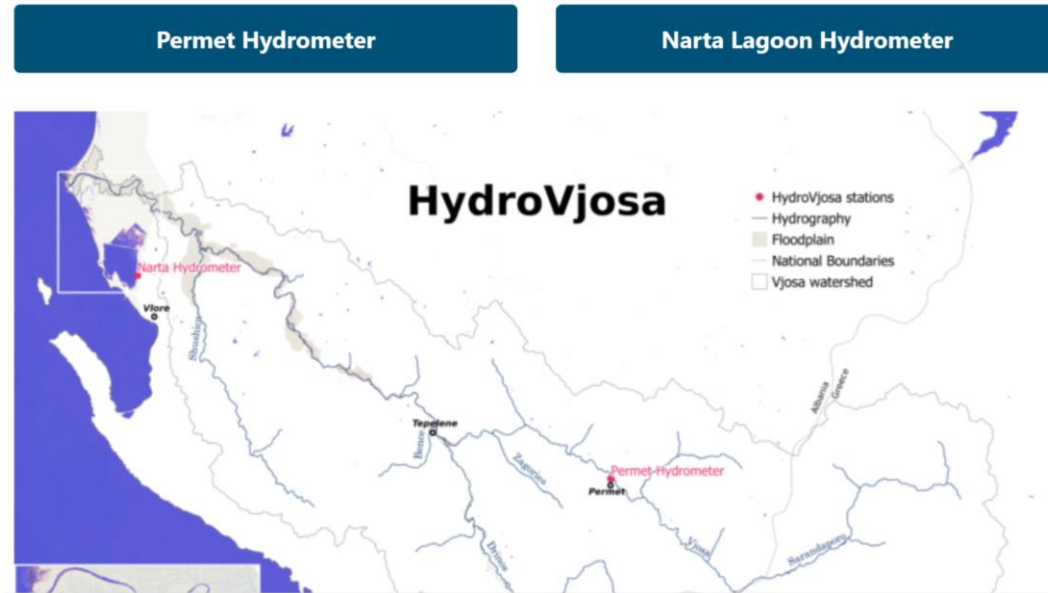 Permet Hydrometer
Narta Lagoon Hydrometer
HydroVjosa
HydroVjosa stations
Hydrography
Floodplain
National Boundaries
Vjosa watershed
Narta Hydrometer
Vlore
Shushica
Albania
Greece
Tepelene
Bence
Zagories
Permet Hydrometer
Permet
Drinos
Vjosa
Sarandaporo